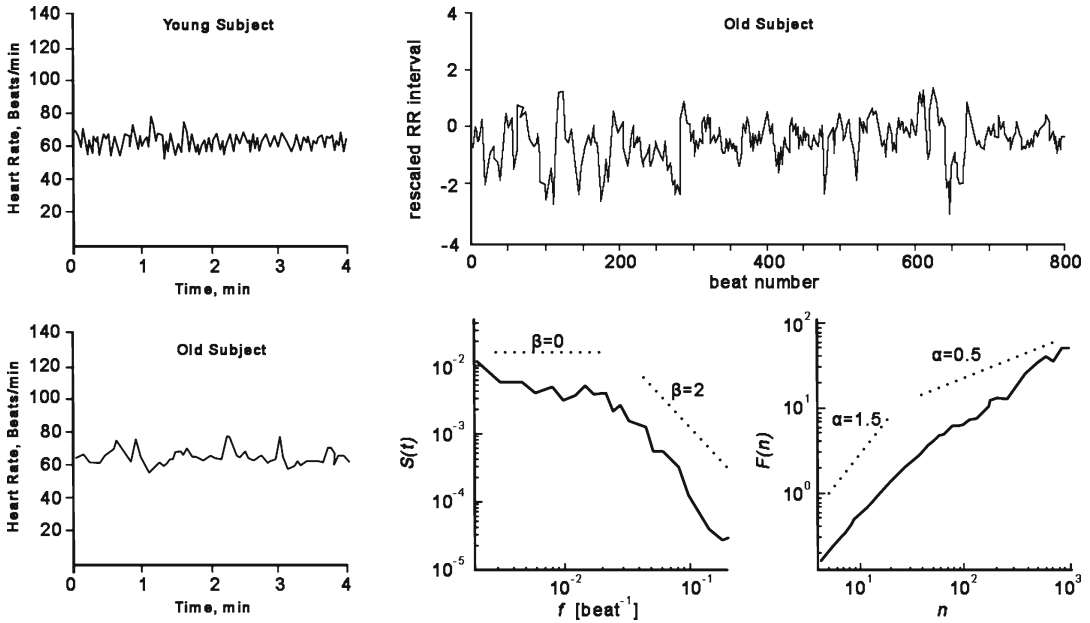 Young Subject
Heart Rate, Beats/min
140
120
100
80
60
40
20
0 1 2 3 4
Time, min
Old Subject
rescaled RR interval
4
2
0
-2
-4
0 200 400 600 800
beat number
Old Subject
Heart Rate, Beats/min
140
120
100
80
60
40
20
0 1 2 3 4
Time, min
S(t)
10⁻²
10⁻³
10⁻⁴
10⁻⁵
β=0
β=2
10⁻² 10⁻¹
f [beat⁻¹]
F(n)
10²
10¹
10⁰
α=0.5
α=1.5
10¹ 10² 10³
n